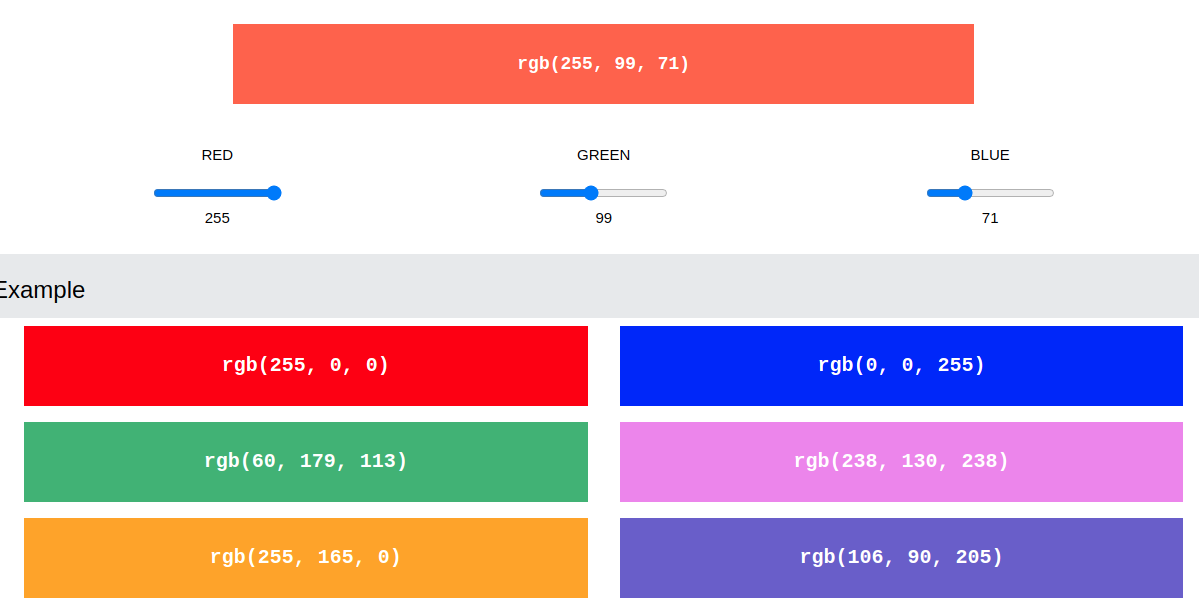 rgb(255, 99, 71)
RED
GREEN
BLUE
255
99
71
Example
rgb(255, 0, 0)
rgb(0, 0, 255)
rgb(60, 179, 113)
rgb(238, 130, 238)
rgb(255, 165, 0)
rgb(106, 90, 205)